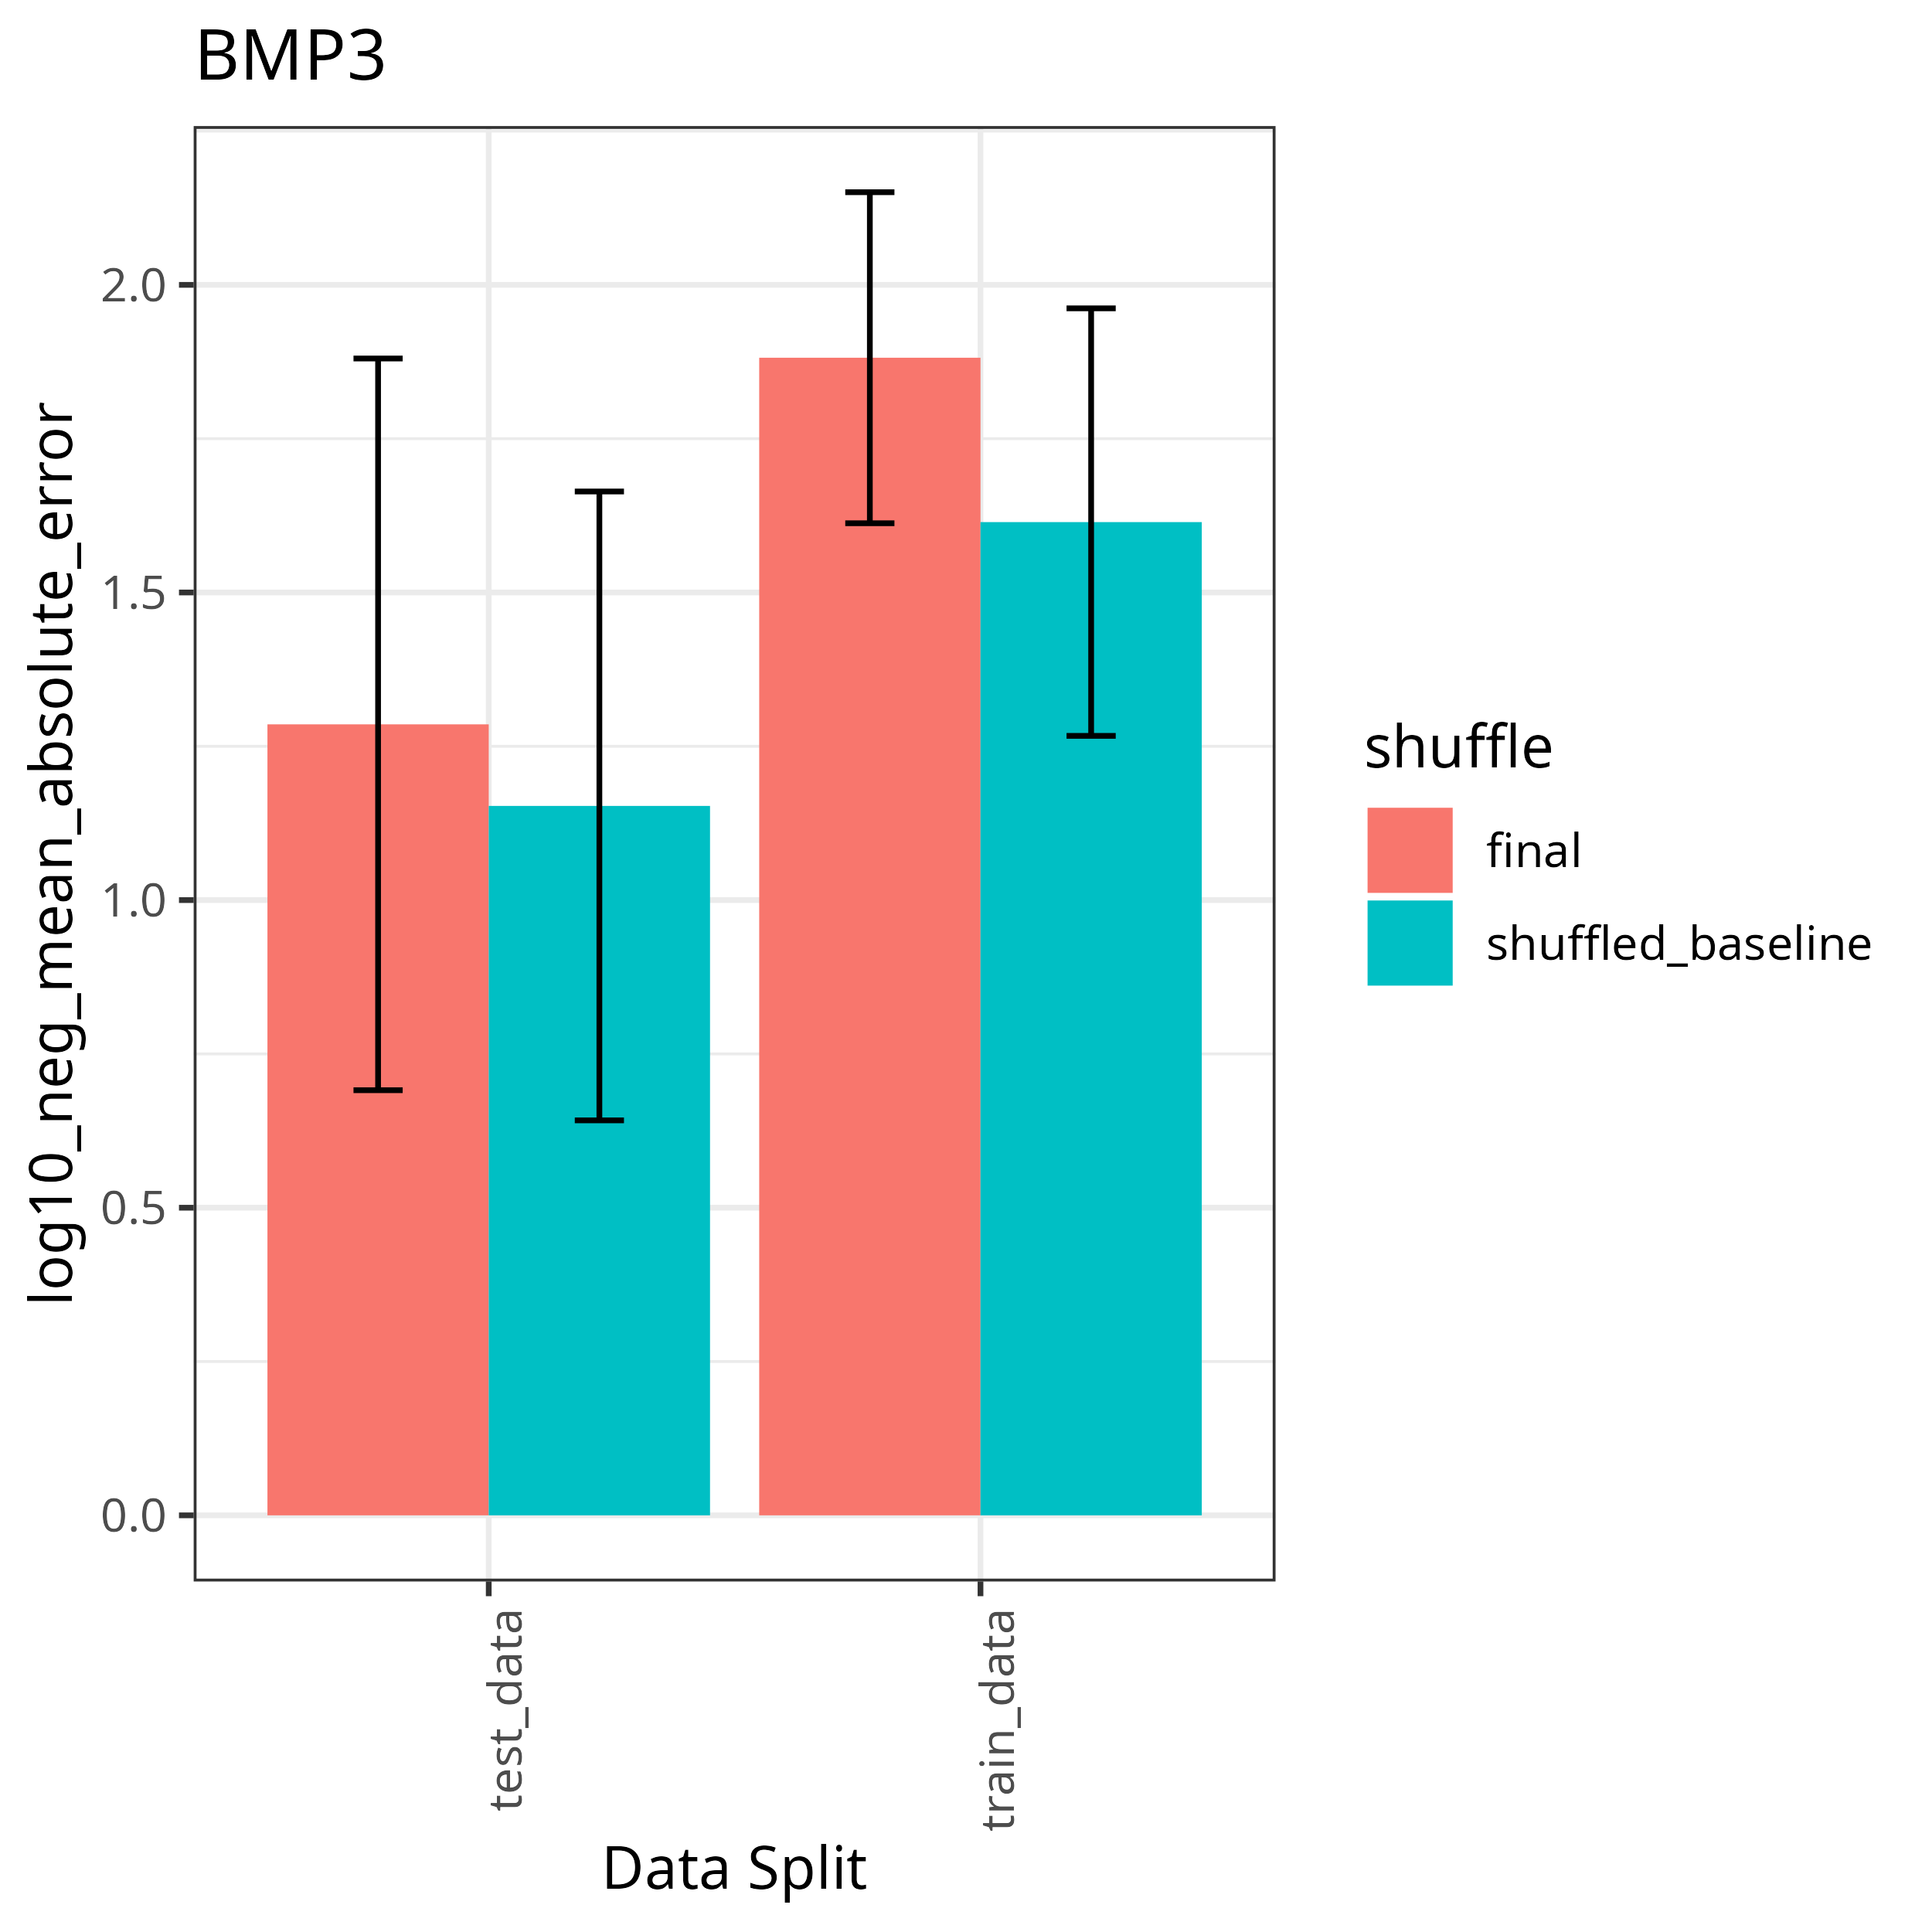 BMP3
log10_neg_mean_absolute_error
2.0
1.5
1.0
0.5
0.0
test_data
train_data
Data Split
shuffle
final
shuffled_baseline